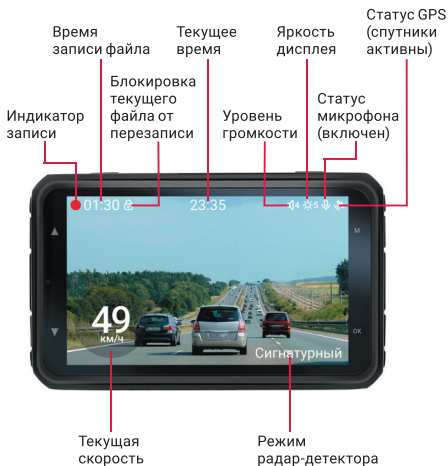 Время
записи файла
Текущее
время
Яркость
дисплея
Статус GPS
(спутники
активны)
Индикатор
записи
Блокировка
текущего
файла от
перезаписи
Уровень
громкости
Статус
микрофона
(включен)
01:30
23:35
4
5
M
OK
49
км/ч
Сигнатурный
Текущая
скорость
Режим
радар-детектора